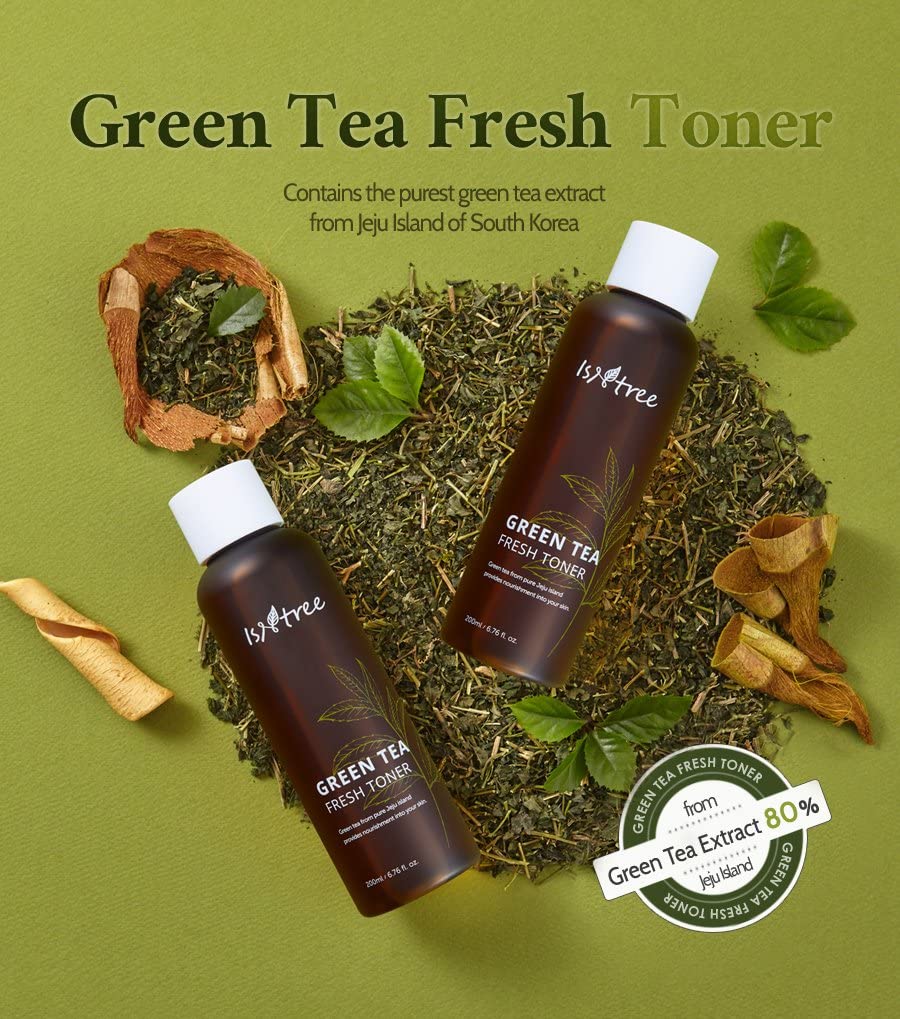 Green Tea Fresh Toner
Contains the purest green tea extract
from Jeju Island of South Korea
IsNtree
GREEN TEA
FRESH TONER
Green tea from pure Jeju island
provides nourishment into your skin.
200ml / 6.76 fl. oz.
IsNtree
GREEN TEA
FRESH TONER
Green tea from pure Jeju island
provides nourishment into your skin.
200ml / 6.76 fl. oz.
GREEN TEA FRESH TONER
from
Green Tea Extract 80%
Jeju Island
GREEN TEA FRESH TONER